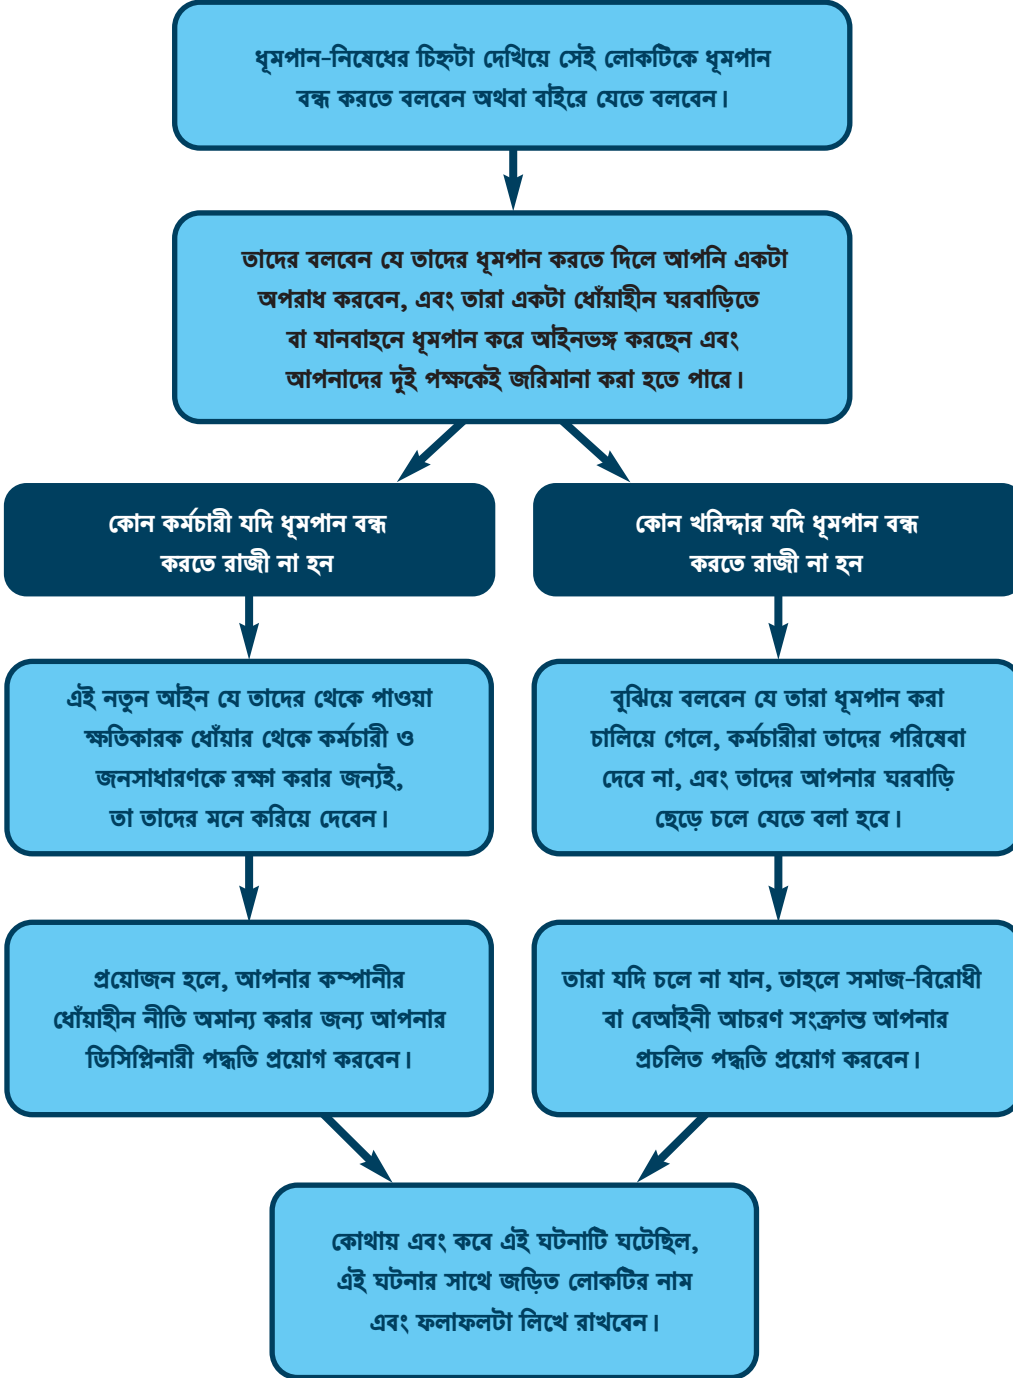 ধূমপান-নিষেধের চিহ্নটা দেখিয়ে সেই লোকটিকে ধূমপান
বন্ধ করতে বলবেন অথবা বাইরে যেতে বলবেন।
তাদের বলবেন যে তাদের ধূমপান করতে দিলে আপনি একটা
অপরাধ করবেন, এবং তারা একটা ধোঁয়াহীন ঘরবাড়িতে
বা যানবাহনে ধূমপান করে আইনভঙ্গ করছেন এবং
আপনাদের দুই পক্ষকেই জরিমানা করা হতে পারে।
কোন কর্মচারী যদি ধূমপান বন্ধ
করতে রাজী না হন
এই নতুন আইন যে তাদের থেকে পাওয়া
ক্ষতিকারক ধোঁয়ার থেকে কর্মচারী ও
জনসাধারণকে রক্ষা করার জন্যই,
তা তাদের মনে করিয়ে দেবেন।
প্রয়োজন হলে, আপনার কম্পানীর
ধোঁয়াহীন নীতি অমান্য করার জন্য আপনার
ডিসিপ্লিনারী পদ্ধতি প্রয়োগ করবেন।
কোন খরিদ্দার যদি ধূমপান বন্ধ
করতে রাজী না হন
বুঝিয়ে বলবেন যে তারা ধূমপান করা
চালিয়ে গেলে, কর্মচারীরা তাদের পরিষেবা
দেবে না, এবং তাদের আপনার ঘরবাড়ি
ছেড়ে চলে যেতে বলা হবে।
তারা যদি চলে না যান, তাহলে সমাজ-বিরোধী
বা বেআইনী আচরণ সংক্রান্ত আপনার
প্রচলিত পদ্ধতি প্রয়োগ করবেন।
কোথায় এবং কবে এই ঘটনাটি ঘটেছিল,
এই ঘটনার সাথে জড়িত লোকটির নাম
এবং ফলাফলটা লিখে রাখবেন।